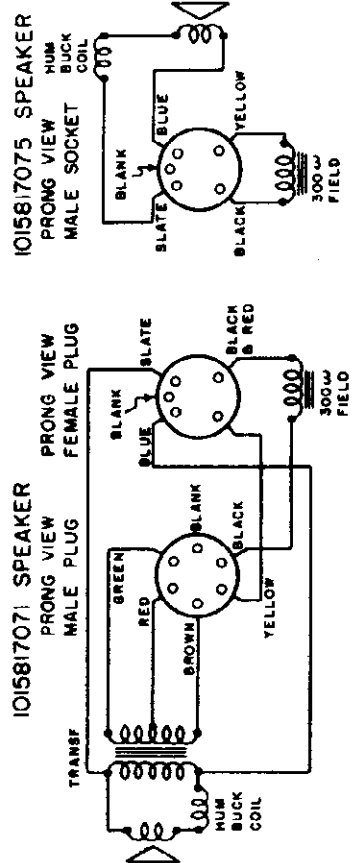 1015817071 SPEAKER
PRONG VIEW
MALE PLUG
PRONG VIEW
FEMALE PLUG
TRANSF
GREEN
RED
BROWN
BLANK
BLACK
YELLOW
HUM
BUCK
COIL
BLANK
BLUE
SLATE
BLACK
& RED
300ω
FIELD
1015817075 SPEAKER
PRONG VIEW
MALE SOCKET
HUM
BUCK
COIL
BLANK
SLATE
BLUE
BLACK
YELLOW
300ω
FIELD